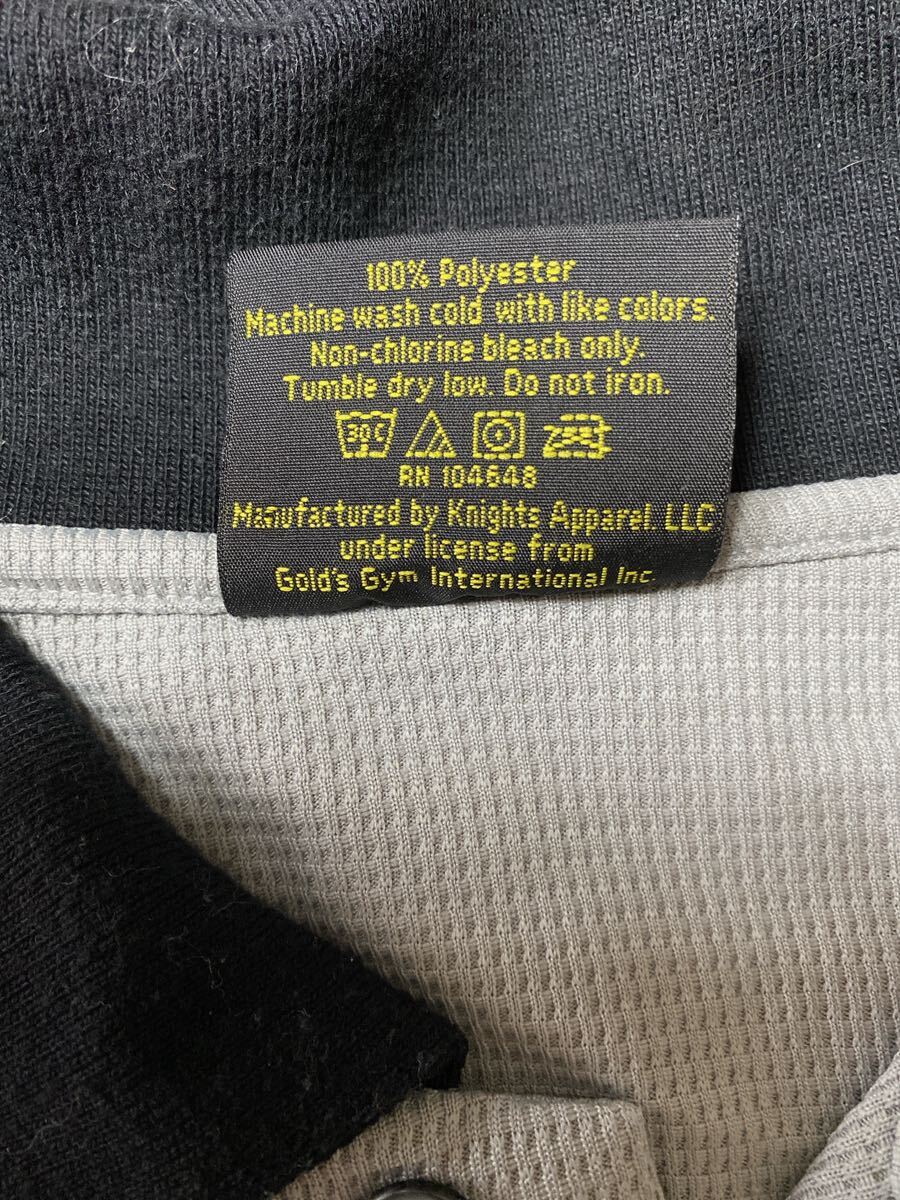 100% Polyester
Machine wash cold with like colors.
Non-chlorine bleach only.
Tumble dry low. Do not iron.
30C
RN 104648
Manufactured by Knights Apparel LLC
under license from
Gold's Gym International Inc.